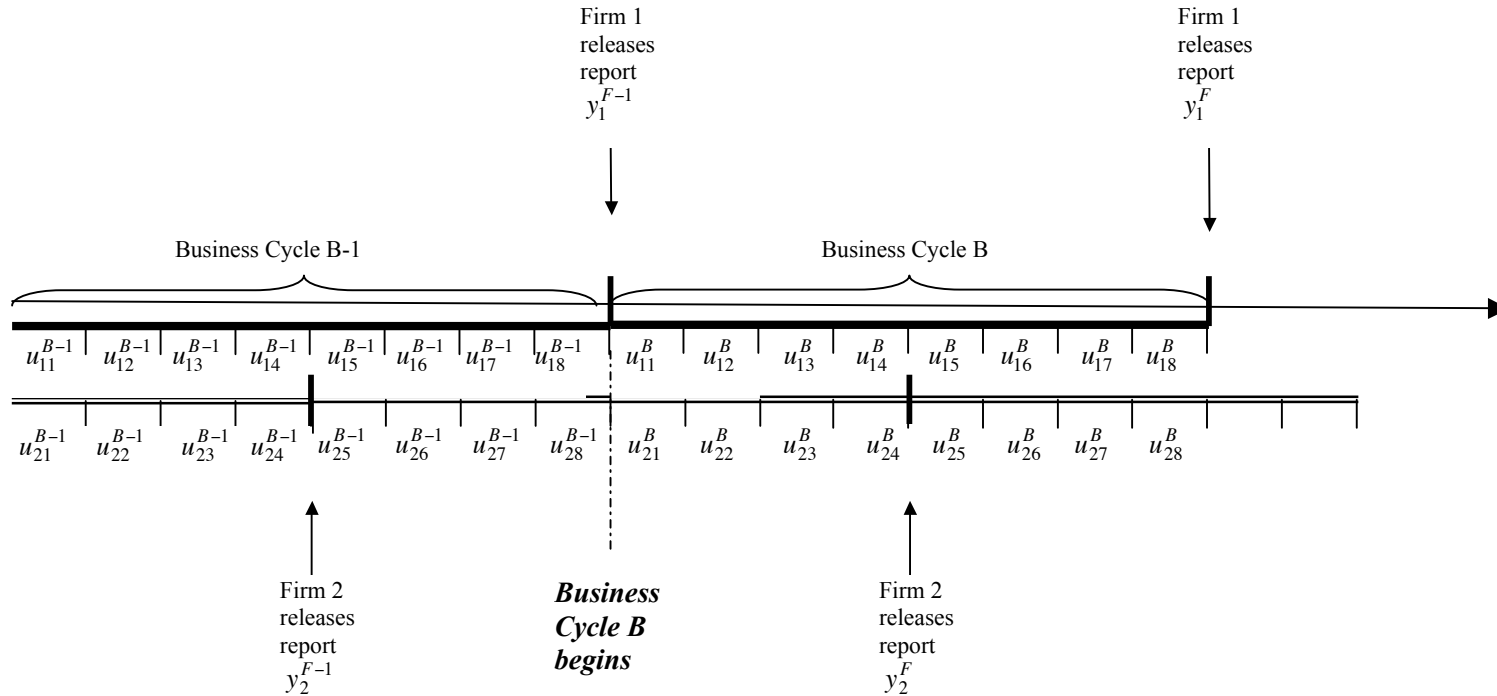 Firm 1
releases
report
y_1^{F-1}
Firm 1
releases
report
y_1^F
Business Cycle B-1
Business Cycle B
u_{11}^{B-1} u_{12}^{B-1} u_{13}^{B-1} u_{14}^{B-1} u_{15}^{B-1} u_{16}^{B-1} u_{17}^{B-1} u_{18}^{B-1} u_{11}^B u_{12}^B u_{13}^B u_{14}^B u_{15}^B u_{16}^B u_{17}^B u_{18}^B
u_{21}^{B-1} u_{22}^{B-1} u_{23}^{B-1} u_{24}^{B-1} u_{25}^{B-1} u_{26}^{B-1} u_{27}^{B-1} u_{28}^{B-1} u_{21}^B u_{22}^B u_{23}^B u_{24}^B u_{25}^B u_{26}^B u_{27}^B u_{28}^B
Firm 2
releases
report
y_2^{F-1}
Business
Cycle B
begins
Firm 2
releases
report
y_2^F